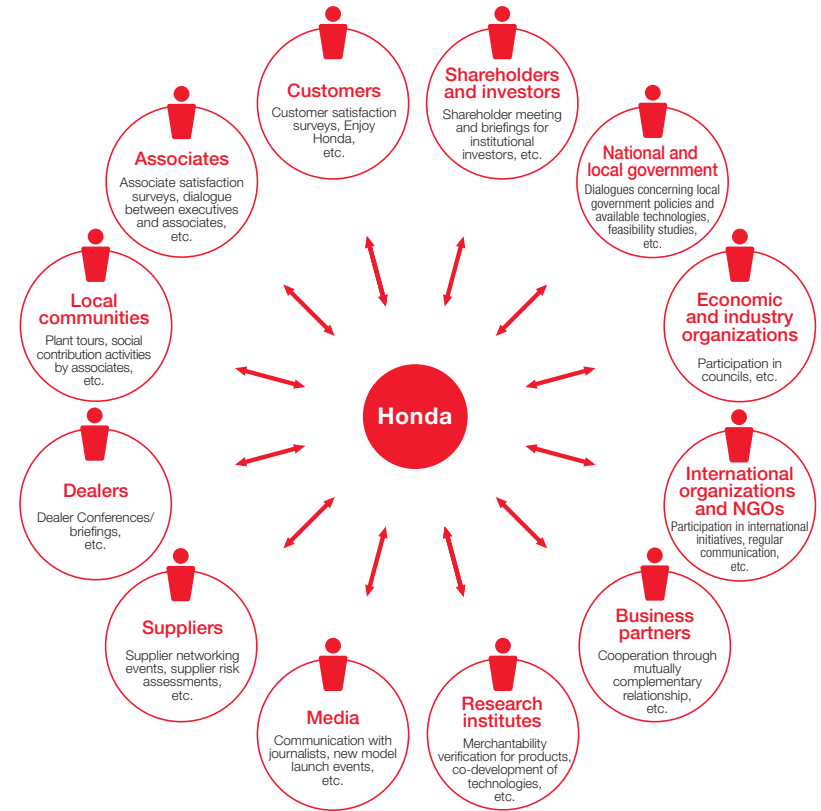 Customers
Customer satisfaction
surveys, Enjoy
Honda,
etc.
Shareholders
and investors
Shareholder meeting
and briefings for
institutional
investors, etc.
National and
local government
Dialogues concerning local
government policies and
available technologies,
feasibility studies,
etc.
Economic
and industry
organizations
Participation in
councils, etc.
International
organizations
and NGOs
Participation in international
initiatives, regular
communication,
etc.
Business
partners
Cooperation through
mutually
complementary
relationship,
etc.
Research
institutes
Merchantability
verification for products,
co-development of
technologies,
etc.
Media
Communication with
journalists, new model
launch events,
etc.
Suppliers
Supplier networking
events, supplier risk
assessments,
etc.
Dealers
Dealer Conferences/
briefings,
etc.
Local
communities
Plant tours, social
contribution activities
by associates,
etc.
Associates
Associate satisfaction
surveys, dialogue
between executives
and associates,
etc.
Honda